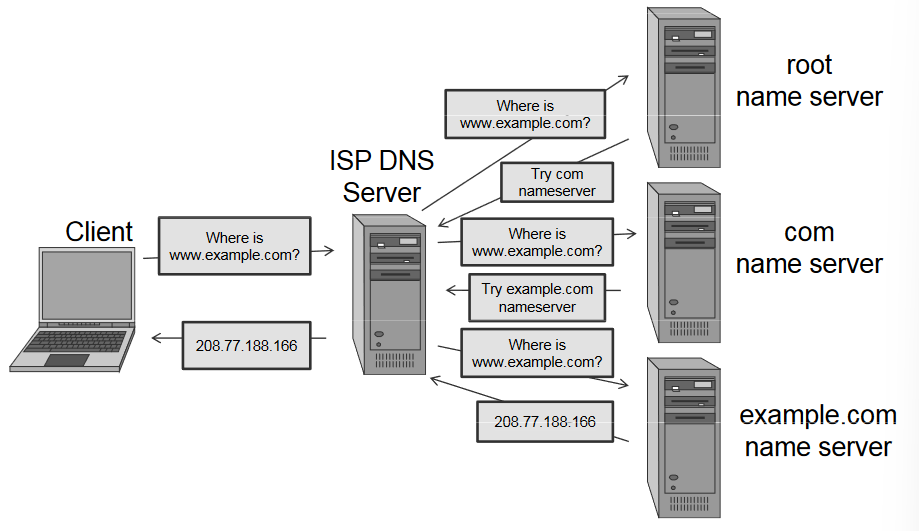 root
name server
Where is
www.example.com?
ISP DNS
Server
Try com
nameserver
Client
Where is
www.example.com?
Where is
www.example.com?
com
name server
Try example.com
nameserver
208.77.188.166
Where is
www.example.com?
208.77.188.166
example.com
name server